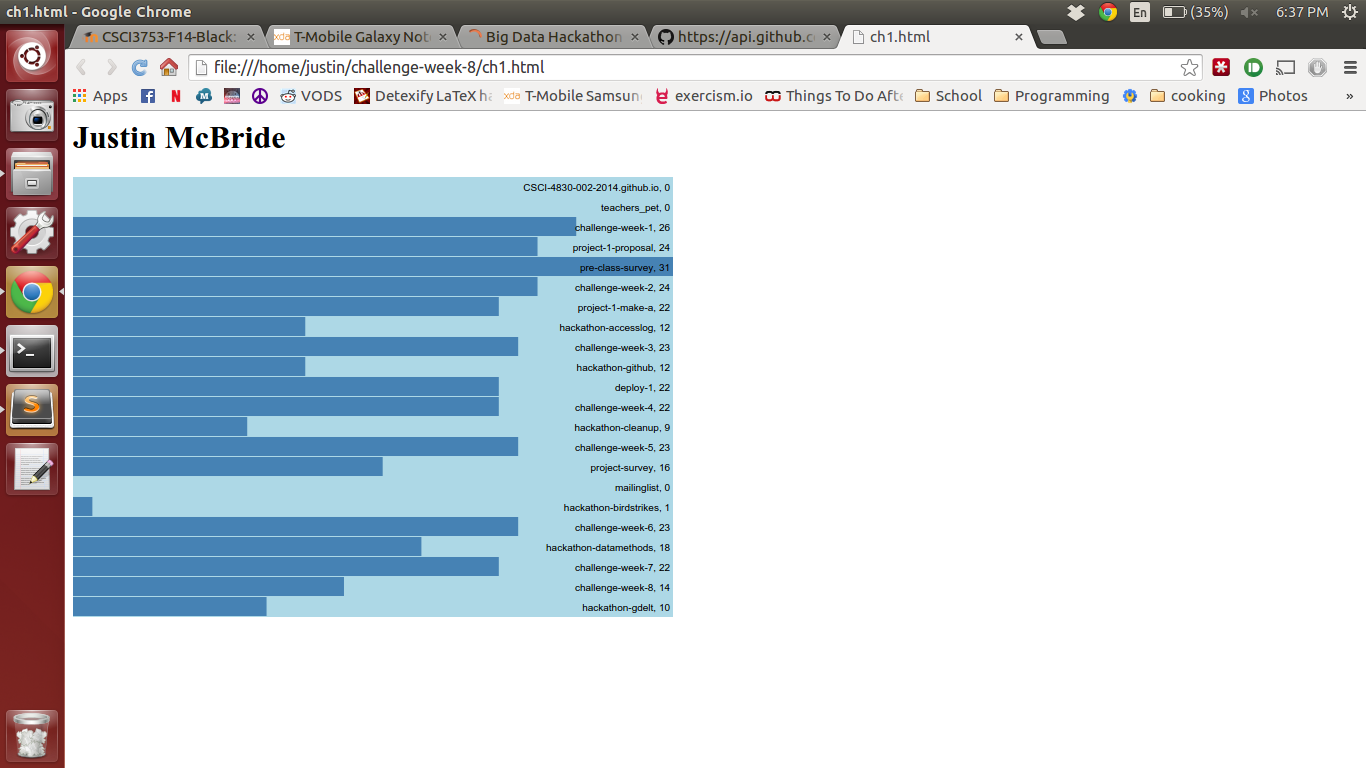 ch1.html - Google Chrome
En (35%) 6:37 PM
CSCI3753-F14-Black: T-Mobile Galaxy Not Big Data Hackathon https://api.github.c ch1.html
file:///home/justin/challenge-week-8/ch1.html
Apps VODS Detexify LaTeX ha T-Mobile Samsun exercism.io Things To Do Afte School Programming cooking Photos »
Justin McBride
CSCI-4830-002-2014.github.io, 0
teachers_pet, 0
challenge-week-1, 26
project-1-proposal, 24
pre-class-survey, 31
challenge-week-2, 24
project-1-make-a, 22
hackathon-accesslog, 12
challenge-week-3, 23
hackathon-github, 12
deploy-1, 22
challenge-week-4, 22
hackathon-cleanup, 9
challenge-week-5, 23
project-survey, 16
mailinglist, 0
hackathon-birdstrikes, 1
challenge-week-6, 23
hackathon-datamethods, 18
challenge-week-7, 22
challenge-week-8, 14
hackathon-gdelt, 10